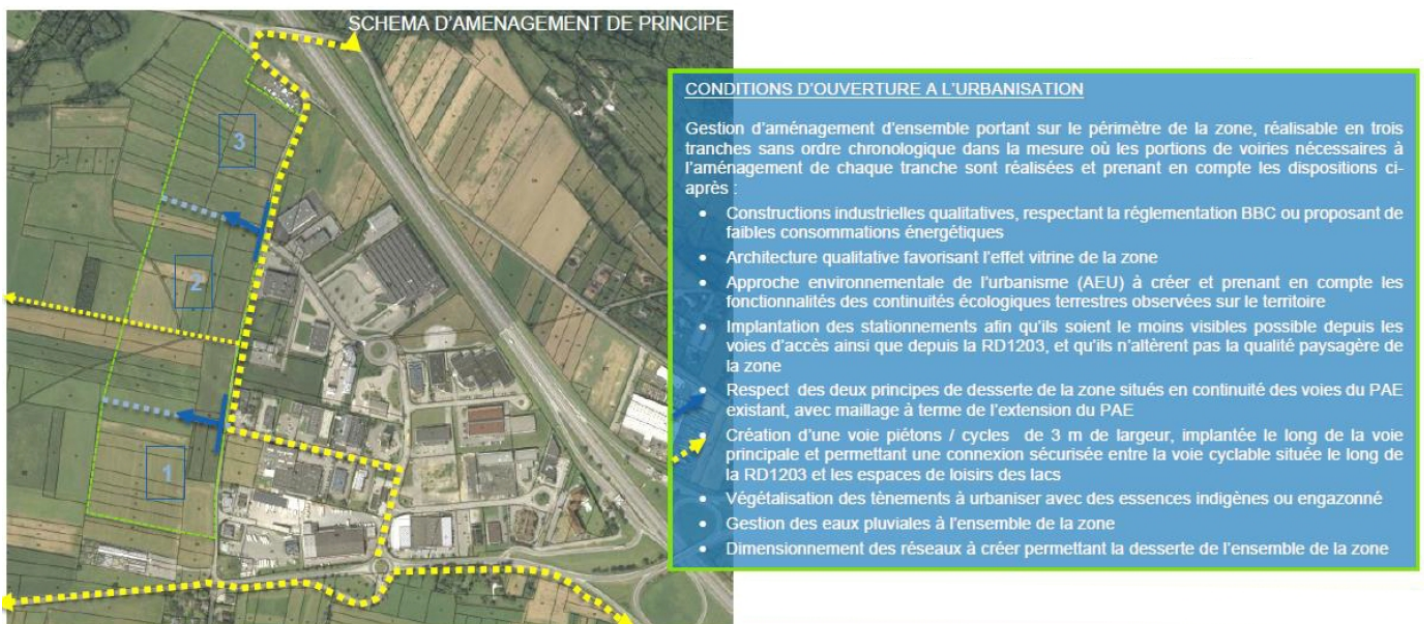 SCHEMA D'AMENAGEMENT DE PRINCIPE
3
2
1
CONDITIONS D'OUVERTURE A L'URBANISATION
Gestion d'aménagement d'ensemble portant sur le périmètre de la zone, réalisable en trois
tranches sans ordre chronologique dans la mesure où les portions de voiries nécessaires à
l'aménagement de chaque tranche sont réalisées et prenant en compte les dispositions ci-
après :
• Constructions industrielles qualitatives, respectant la réglementation BBC ou proposant de
faibles consommations énergétiques
• Architecture qualitative favorisant l'effet vitrine de la zone
• Approche environnementale de l'urbanisme (AEU) à créer et prenant en compte les
fonctionnalités des continuités écologiques terrestres observées sur le territoire
• Implantation des stationnements afin qu'ils soient le moins visibles possible depuis les
voies d'accès ainsi que depuis la RD1203, et qu'ils n'altèrent pas la qualité paysagère de
la zone
• Respect des deux principes de desserte de la zone situés en continuité des voies du PAE
existant, avec maillage à terme de l'extension du PAE
• Création d'une voie piétons / cycles de 3 m de largeur, implantée le long de la voie
principale et permettant une connexion sécurisée entre la voie cyclable située le long de
la RD1203 et les espaces de loisirs des lacs
• Végétalisation des tènements à urbaniser avec des essences indigènes ou engazonné
• Gestion des eaux pluviales à l'ensemble de la zone
• Dimensionnement des réseaux à créer permettant la desserte de l'ensemble de la zone